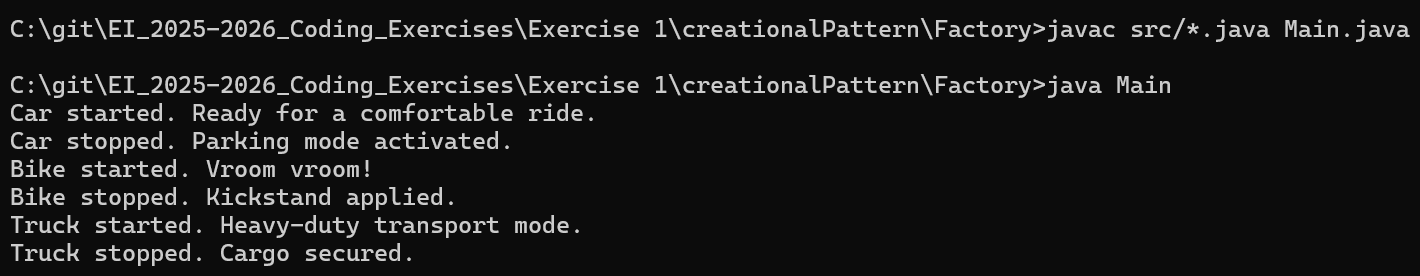 C:\git\EI_2025-2026_Coding_Exercises\Exercise 1\creationalPattern\Factory>javac src/*.java Main.java
C:\git\EI_2025-2026_Coding_Exercises\Exercise 1\creationalPattern\Factory>java Main
Car started. Ready for a comfortable ride.
Car stopped. Parking mode activated.
Bike started. Vroom vroom!
Bike stopped. Kickstand applied.
Truck started. Heavy-duty transport mode.
Truck stopped. Cargo secured.